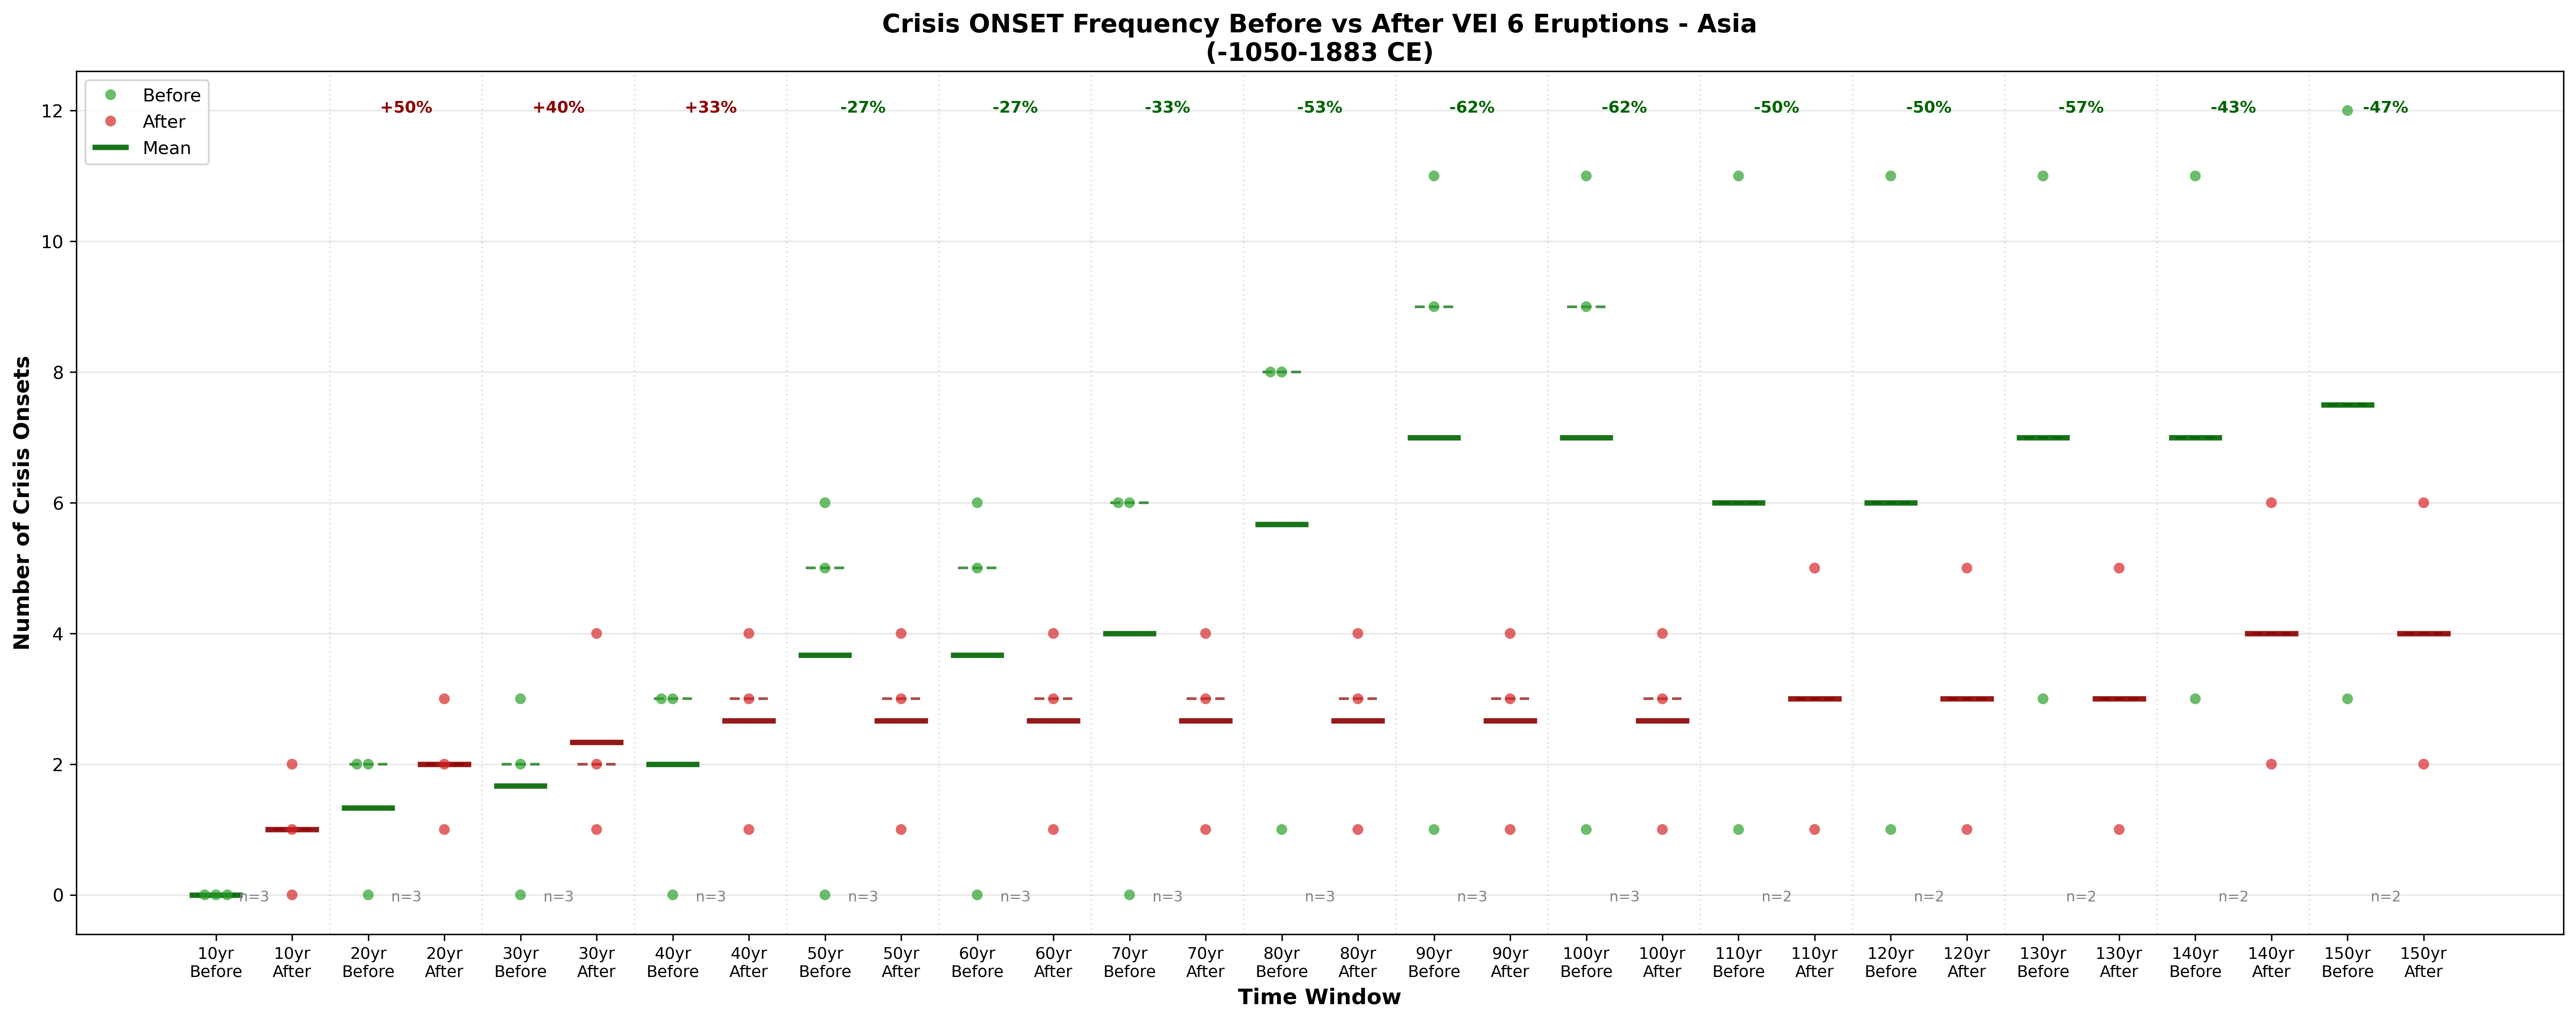 Crisis ONSET Frequency Before vs After VEI 6 Eruptions - Asia
(-1050-1883 CE)
Before
After
Mean
+50% +40% +33% -27% -27% -33% -53% -62% -62% -50% -50% -57% -43% -47%
Number of Crisis Onsets
12
10
8
6
4
2
0
n=3 n=3 n=3 n=3 n=3 n=3 n=3 n=3 n=3 n=3 n=2 n=2 n=2 n=2 n=2
10yr 10yr 20yr 20yr 30yr 30yr 40yr 40yr 50yr 50yr 60yr 60yr 70yr 70yr 80yr 80yr 90yr 90yr 100yr 100yr 110yr 110yr 120yr 120yr 130yr 130yr 140yr 140yr 150yr 150yr
Before After Before After Before After Before After Before After Before After Before After Before After Before After Before After Before After Before After Before After Before After Before After
Time Window